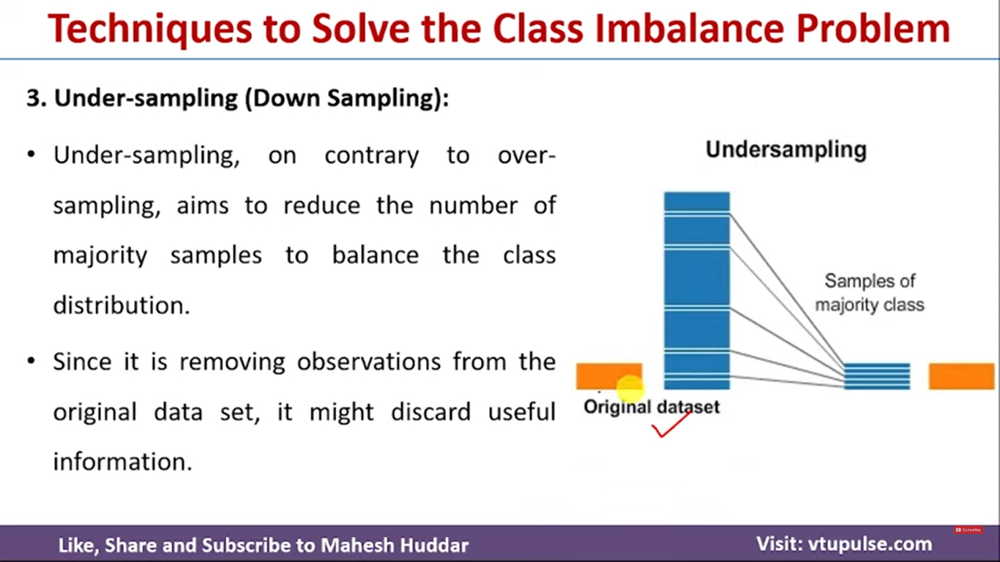 Techniques to Solve the Class Imbalance Problem
3. Under-sampling (Down Sampling):
• Under-sampling, on contrary to over-
sampling, aims to reduce the number of
majority samples to balance the class
distribution.
• Since it is removing observations from the
original data set, it might discard useful
information.
Undersampling
Samples of
majority class
Original dataset
Subscribe
Like, Share and Subscribe to Mahesh Huddar
Visit: vtupulse.com